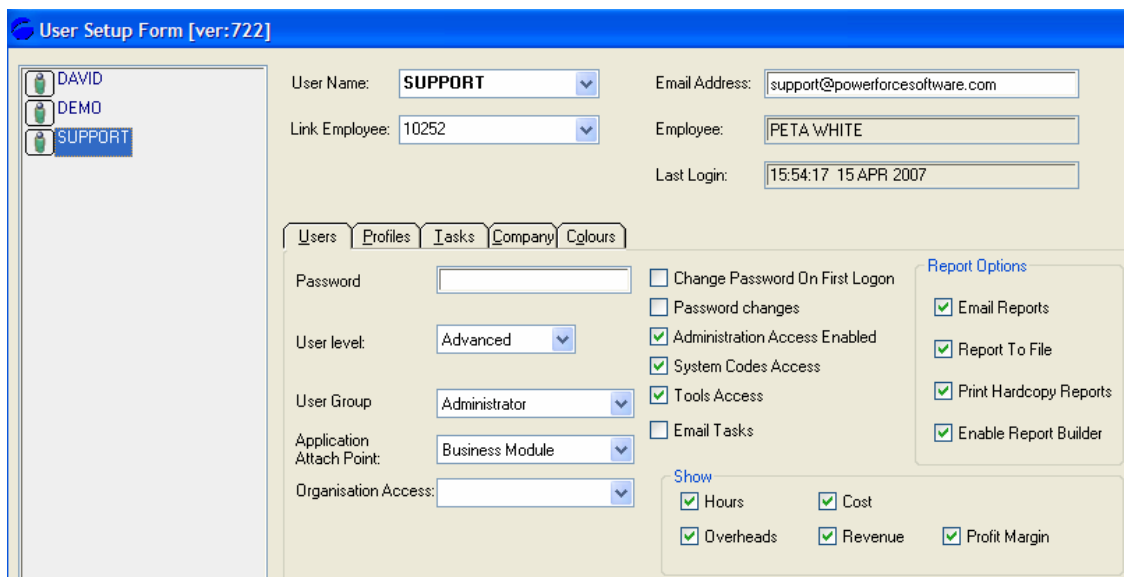 User Setup Form [ver:722]
DAVID
DEMO
SUPPORT
User Name: SUPPORT
Email Address: support@powerforcesoftware.com
Link Employee: 10252
Employee: PETA WHITE
Last Login: 15:54:17 15 APR 2007
Users Profiles Tasks Company Colours
Password
User level: Advanced
User Group Administrator
Application
Attach Point: Business Module
Organisation Access:
Change Password On First Logon
Password changes
Administration Access Enabled
System Codes Access
Tools Access
Email Tasks
Report Options
Email Reports
Report To File
Print Hardcopy Reports
Enable Report Builder
Show
Hours Cost
Overheads Revenue Profit Margin